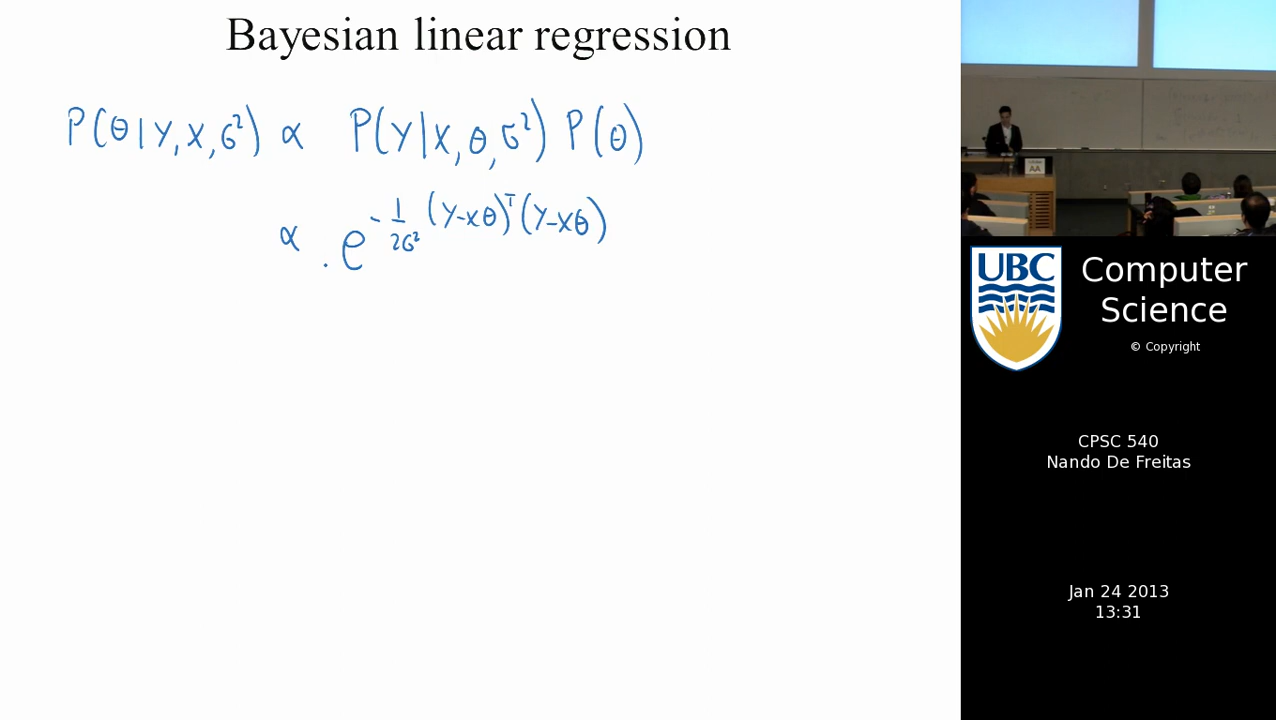 Bayesian linear regression
P(θ|Y,X,σ²) ∝ P(Y|X,θ,σ²) P(θ)
∝ . e^{-1/2σ² (Y-Xθ)ᵀ(Y-Xθ)}
AA
UBC
Computer
Science
© Copyright
CPSC 540
Nando De Freitas
Jan 24 2013
13:31